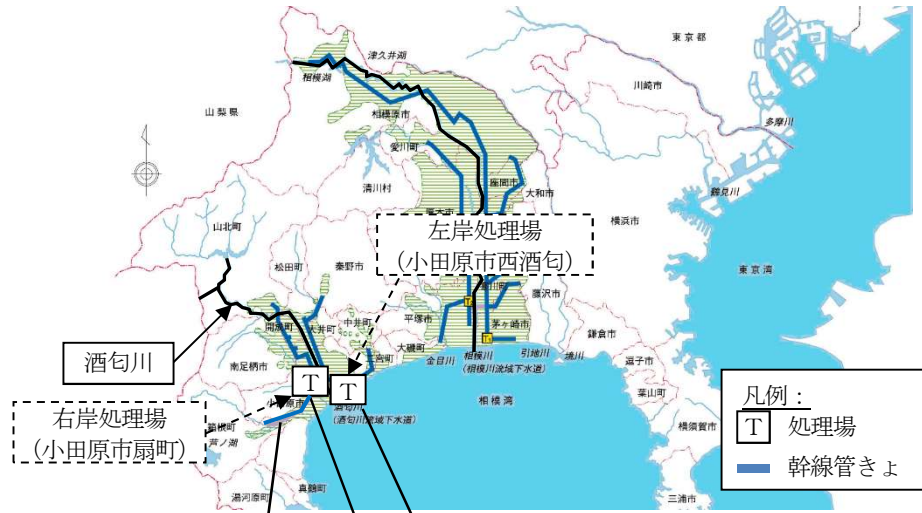 東京都
津久井湖
相模湖
川崎市
山梨県
相模原市
多摩川
愛川町
鶴見川
座間市
清川村
大和市
横浜市
山北町
左岸処理場
(小田原市西酒匂)
松田町
秦野市
東京湾
藤沢市
開成町
大井町
中井町
平塚市
茅ヶ崎市
鎌倉市
酒匂川
大磯町
二宮町
金目川
相模川
(相模川流域下水道)
引地川
境川
逗子市
南足柄市
葉山町
T
T
相模湾
凡例:
T 処理場
幹線管きょ
右岸処理場
(小田原市扇町)
小田原市
(酒匂川流域下水道)
箱根町
芦ノ湖
横須賀市
真鶴町
湯河原町
三浦市